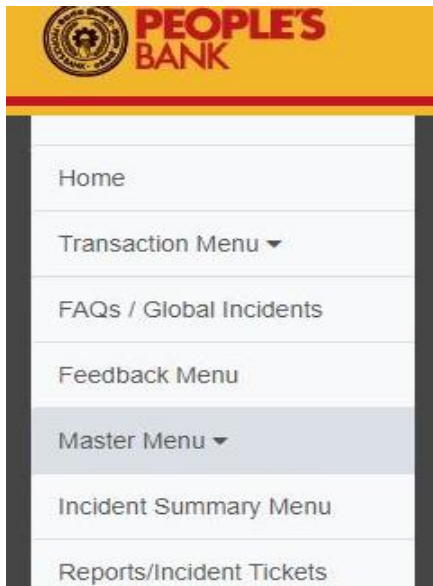 PEOPLE'S
BANK
Home
Transaction Menu
FAQs / Global Incidents
Feedback Menu
Master Menu
Incident Summary Menu
Reports/Incident Tickets